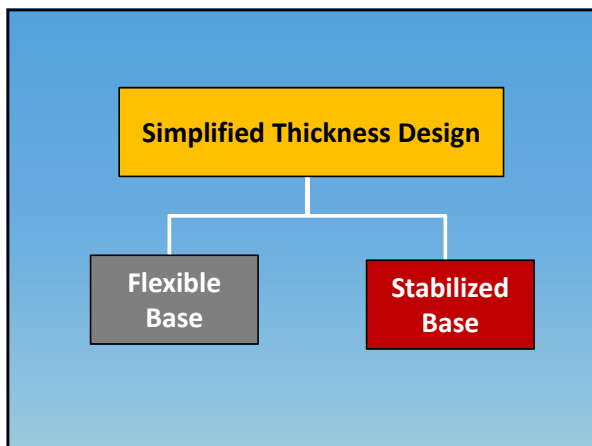 Simplified Thickness Design
Flexible
Base
Stabilized
Base